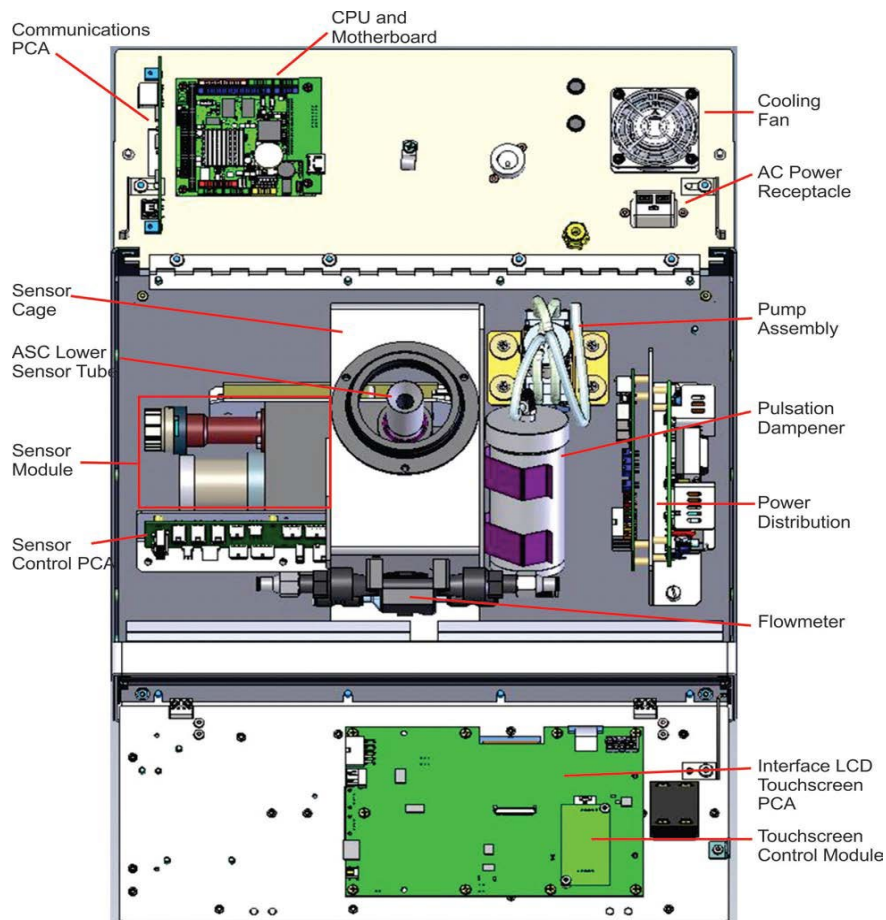 Communications
PCA
CPU and
Motherboard
Cooling
Fan
AC Power
Receptacle
Sensor
Cage
ASC Lower
Sensor Tube
Sensor
Module
Sensor
Control PCA
Pump
Assembly
Pulsation
Dampener
Power
Distribution
Flowmeter
Interface LCD
Touchscreen
PCA
Touchscreen
Control Module